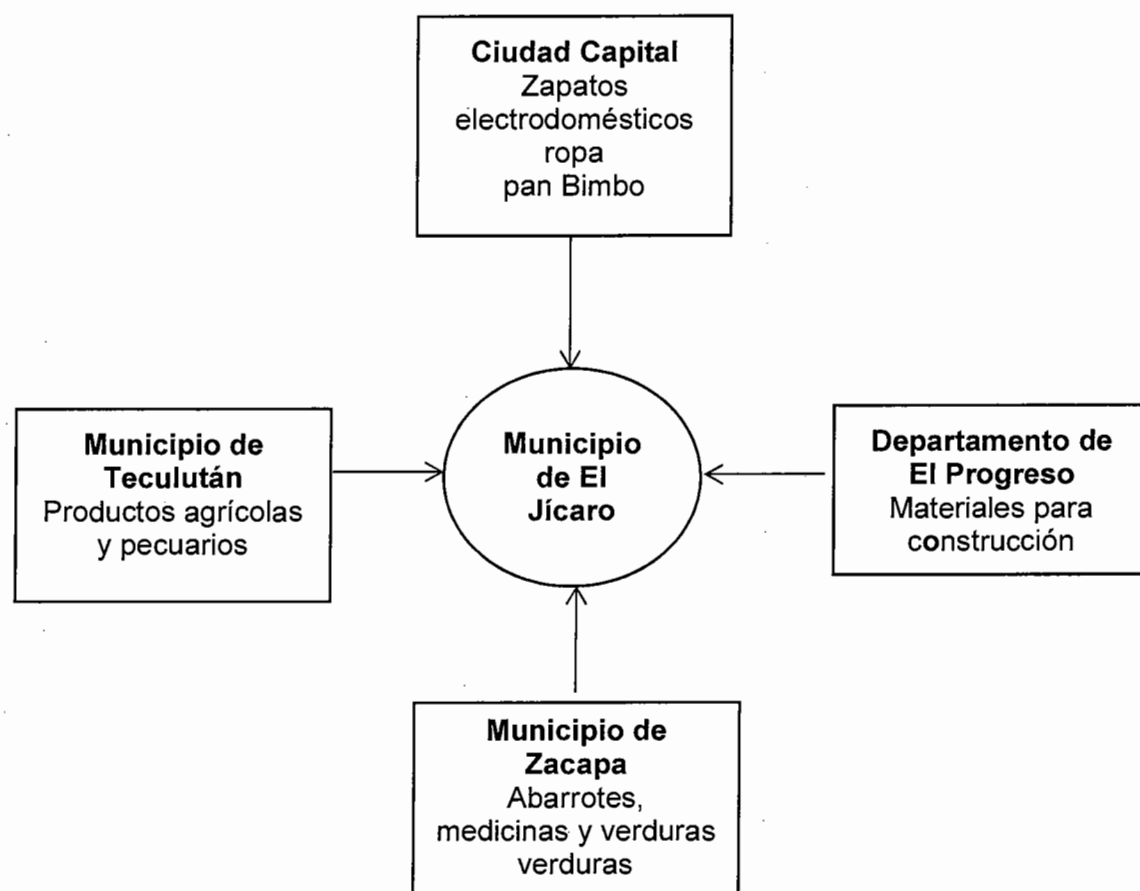 Ciudad Capital
Zapatos
electrodomésticos
ropa
pan Bimbo
Municipio de
Teculután
Productos agrícolas
y pecuarios
Municipio
de El
Jícaro
Departamento de
El Progreso
Materiales para
construcción
Municipio de
Zacapa
Abarrotes,
medicinas y verduras
verduras